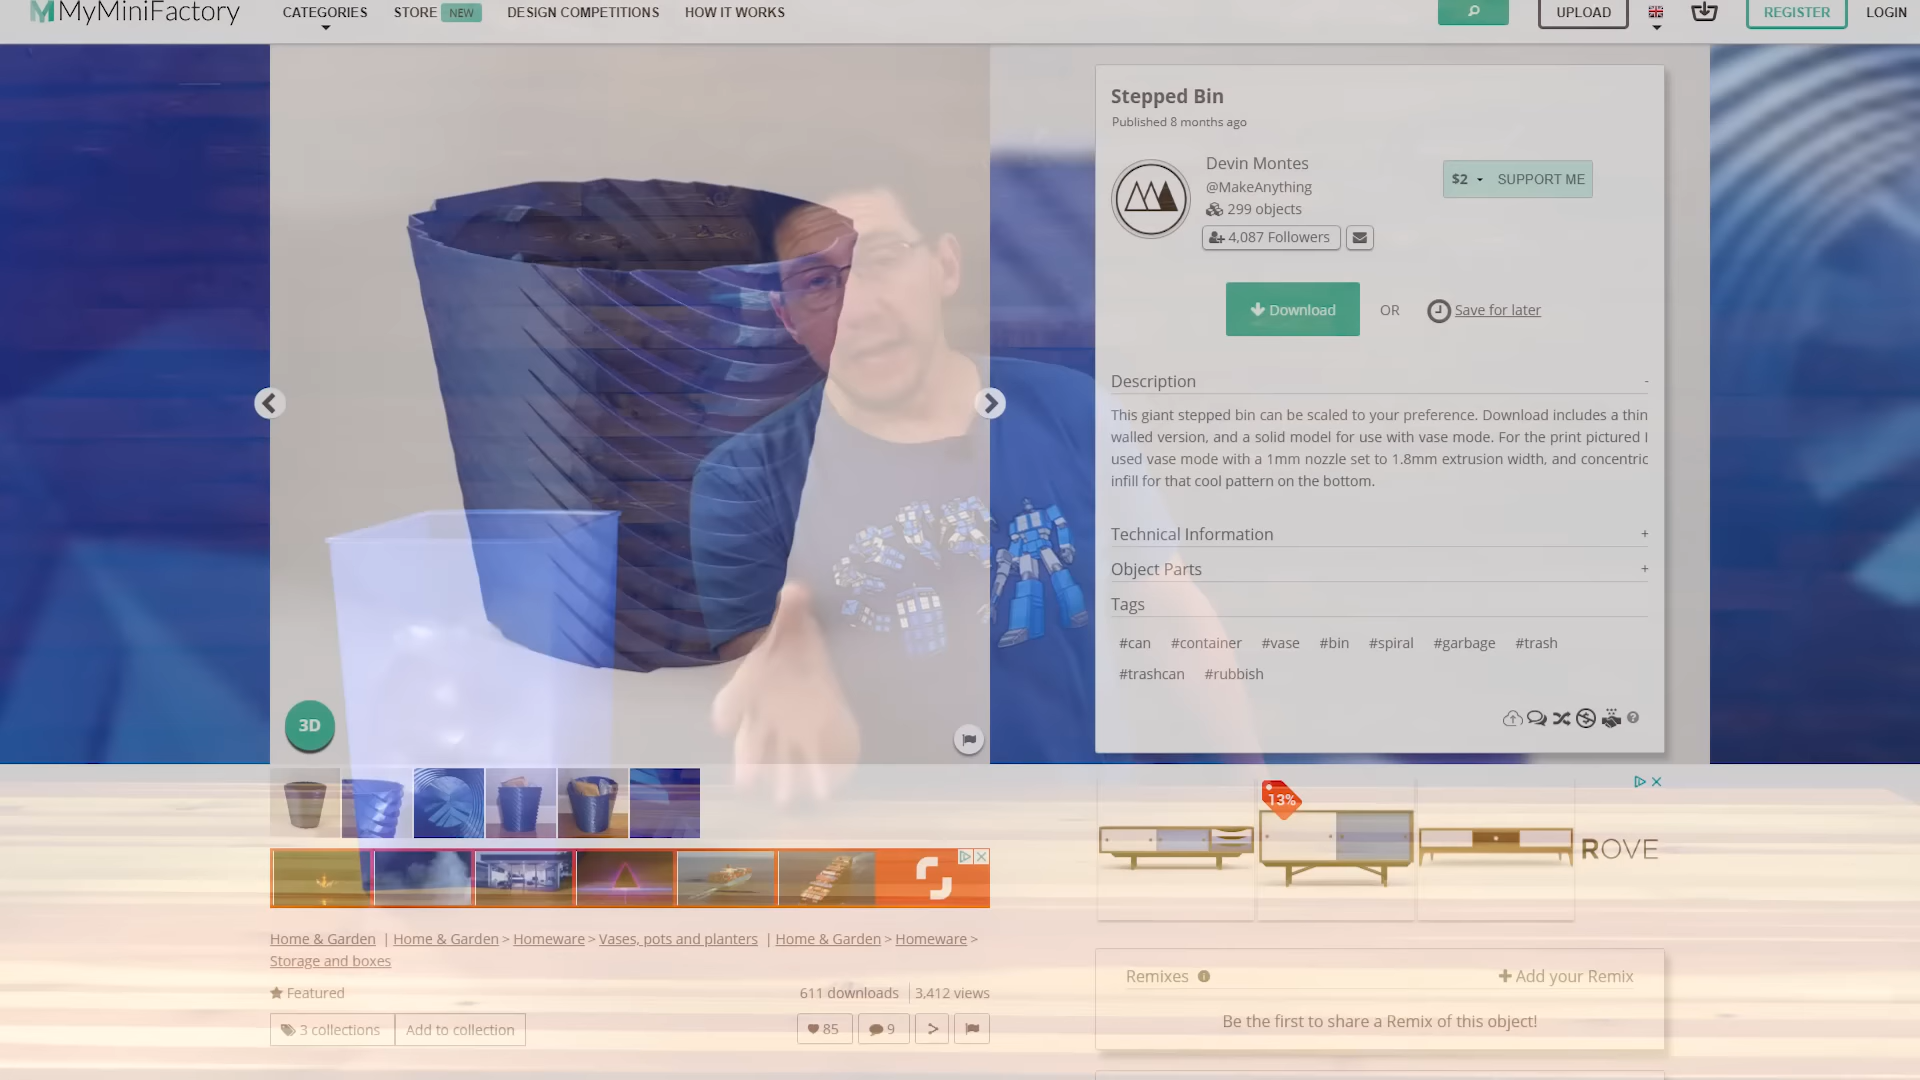 MyMiniFactory
CATEGORIES
STORE NEW
DESIGN COMPETITIONS
HOW IT WORKS
UPLOAD
REGISTER
LOGIN
Stepped Bin
Published 8 months ago
Devin Montes
@MakeAnything
299 objects
4,087 Followers
$2 SUPPORT ME
Download OR Save for later
Description -
This giant stepped bin can be scaled to your preference. Download includes a thin
walled version, and a solid model for use with vase mode. For the print pictured I
used vase mode with a 1mm nozzle set to 1.8mm extrusion width, and concentric
infill for that cool pattern on the bottom.
Technical Information +
Object Parts +
Tags
#can #container #vase #bin #spiral #garbage #trash
#trashcan #rubbish
3D
13%
ROVE
Home & Garden | Home & Garden > Homeware > Vases, pots and planters | Home & Garden > Homeware >
Storage and boxes
Featured
611 downloads 3,412 views
3 collections Add to collection
85 9
Remixes + Add your Remix
Be the first to share a Remix of this object!